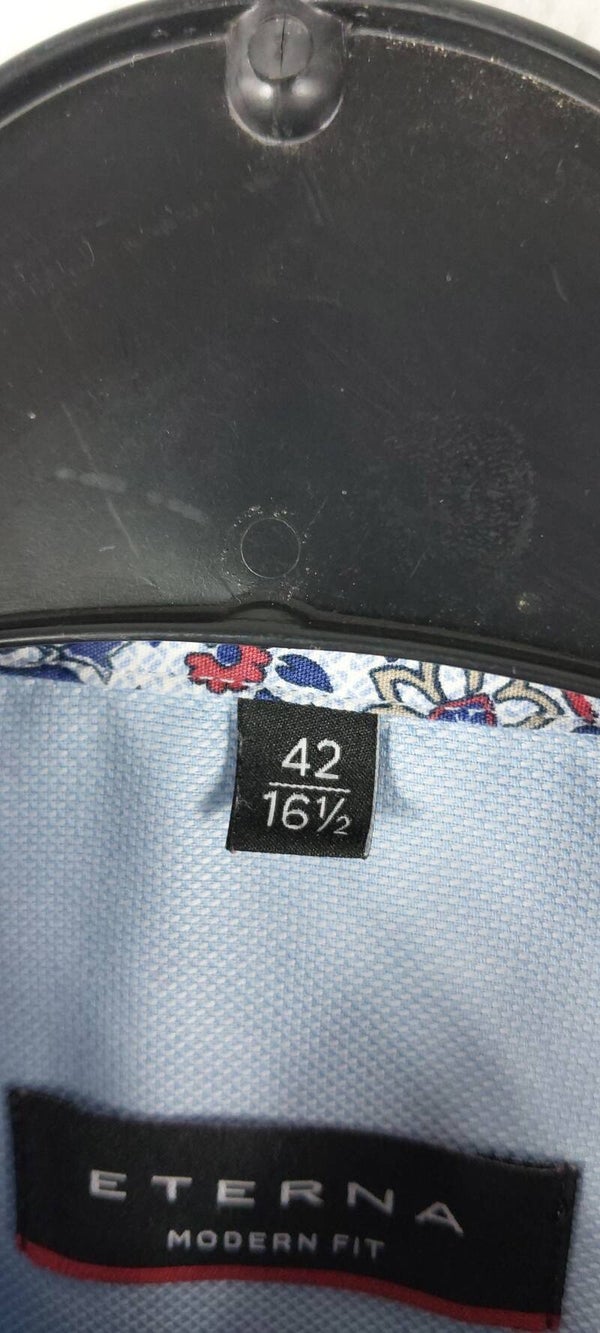 42
16½
ETERNA
MODERN FIT